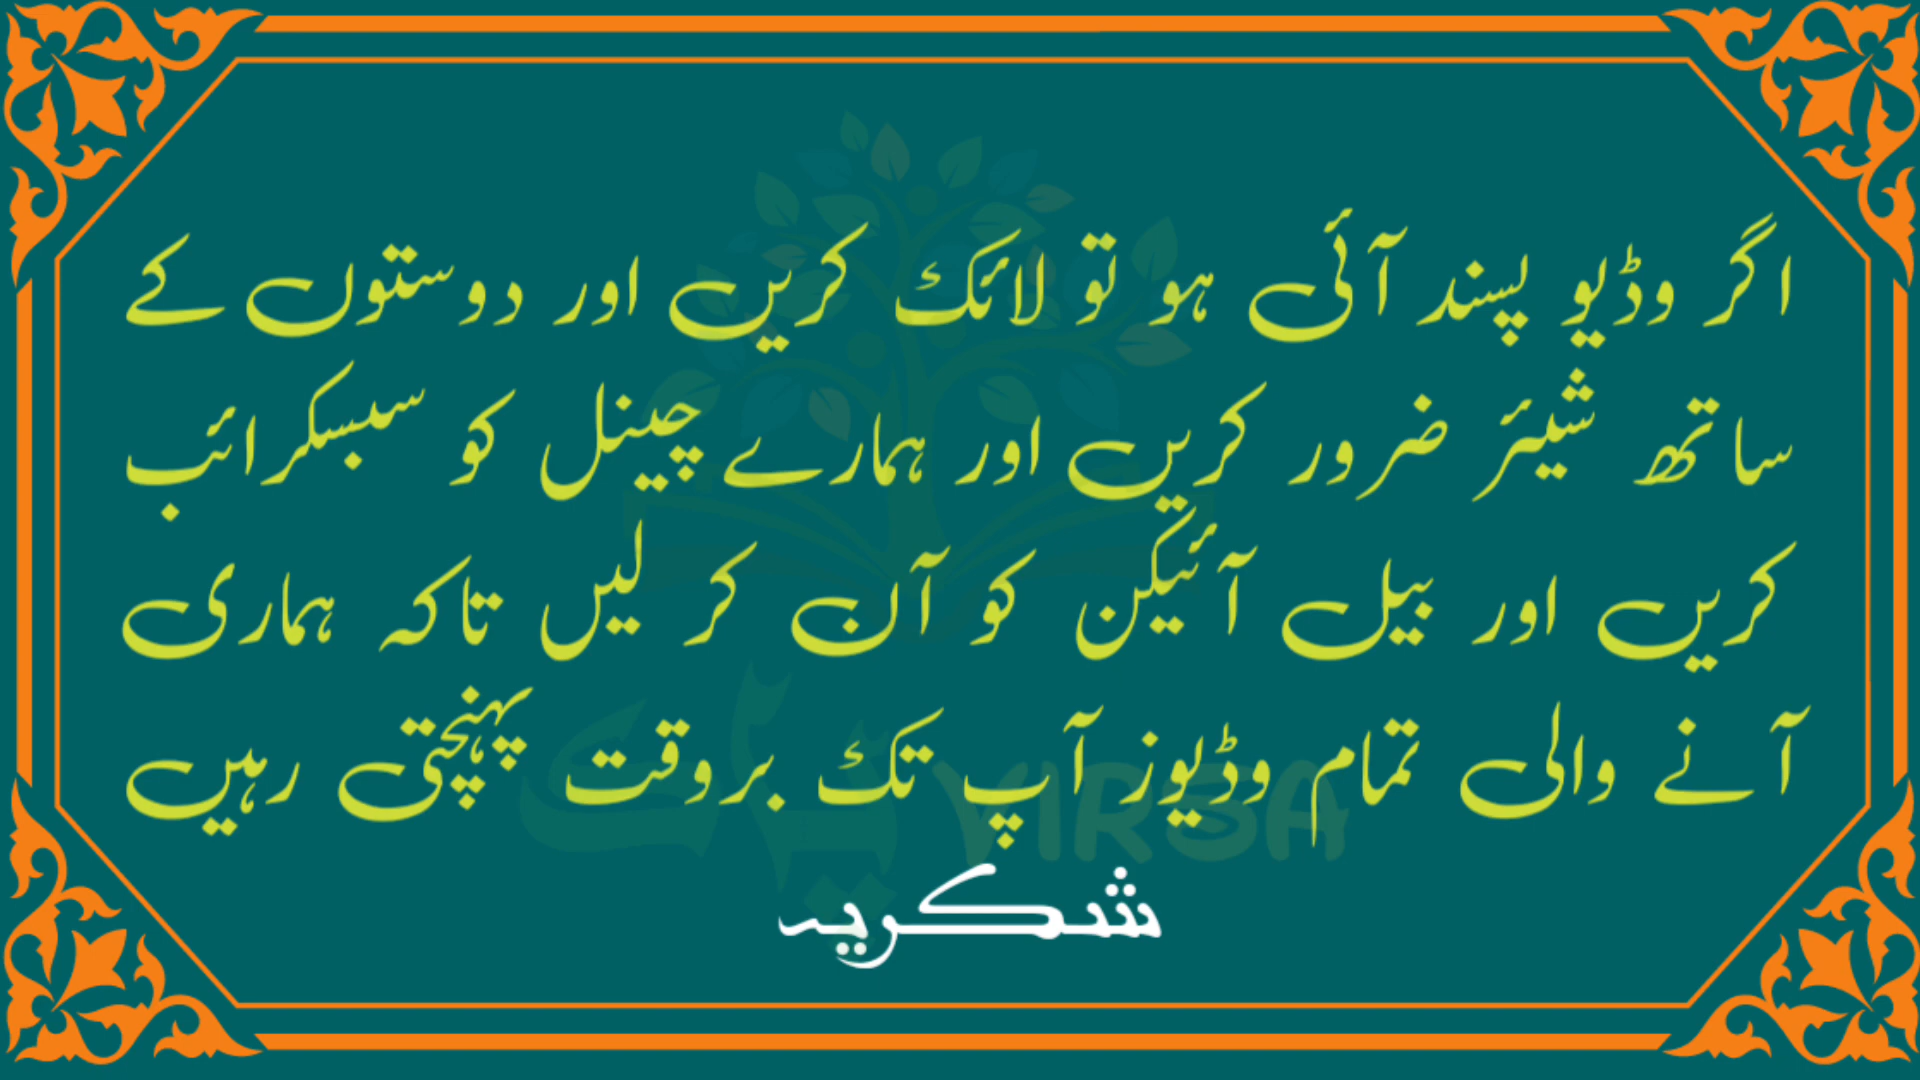 اگر وڈیو پسند آئی ہو تو لائک کریں اور دوستوں کے
ساتھ شیئر ضرور کریں اور ہمارے چینل کو سبسکرائب
کریں اور بیل آئیکن کو آن کر لیں تاکہ ہماری
آنے والی تمام وڈیوز آپ تک بروقت پہنچتی رہیں
VIRSA
شکریہ